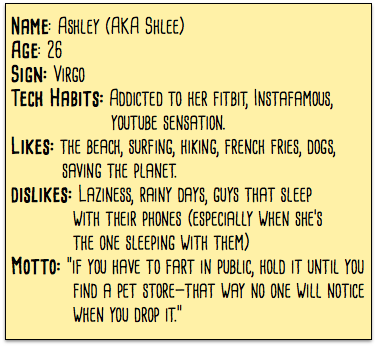 Name: Ashley (AKA Shlee)
Age: 26
Sign: Virgo
Tech Habits: Addicted to her fitbit, Instafamous,
youtube sensation.
Likes: the beach, surfing, hiking, french fries, dogs,
saving the planet.
dislikes: Laziness, rainy days, guys that sleep
with their phones (especially when she's
the one sleeping with them)
Motto: "if you have to fart in public, hold it until you
find a pet store—that way no one will notice
when you drop it."